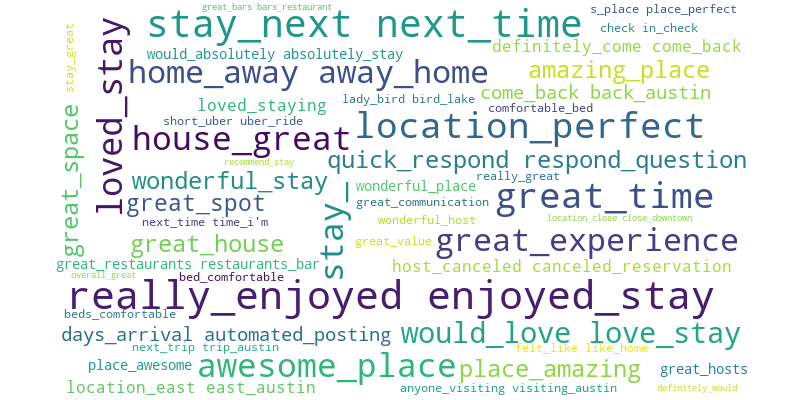 great_bars bars_restaurant
stay_next next_time
s_place place_perfect
check in_check
stay_great
loved_stay
would_absolutely absolutely_stay
definitely_come come_back
home_away away_home
amazing_place
come_back back_austin
loved_staying
lady_bird bird_lake
comfortable_bed
great_space
short_uber uber_ride
house_great
location_perfect
recommend_stay
quick_respond respond_question
wonderful_stay
wonderful_place
really_great
great_spot
stay_
great_communication
great_time
next_time time_i'm
wonderful_host
location_close close_downtown
great_house
great_value
great_experience
great_restaurants restaurants_bar
host_canceled canceled_reservation
overall_great
bed_comfortable
really_enjoyed enjoyed_stay
beds_comfortable
days_arrival automated_posting
would_love love_stay
next_trip trip_austin
felt_like like_home
place_awesome
awesome_place
place_amazing
great_hosts
location_east east_austin
anyone_visiting visiting_austin
definitely_would